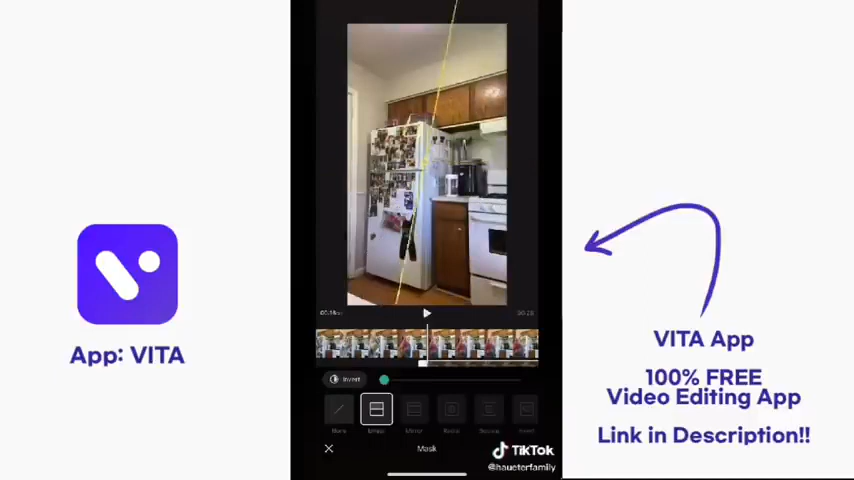 App: VITA
Invert
Mask
TikTok
@haueterfamily
VITA App
100% FREE
Video Editing App
Link in Description!!